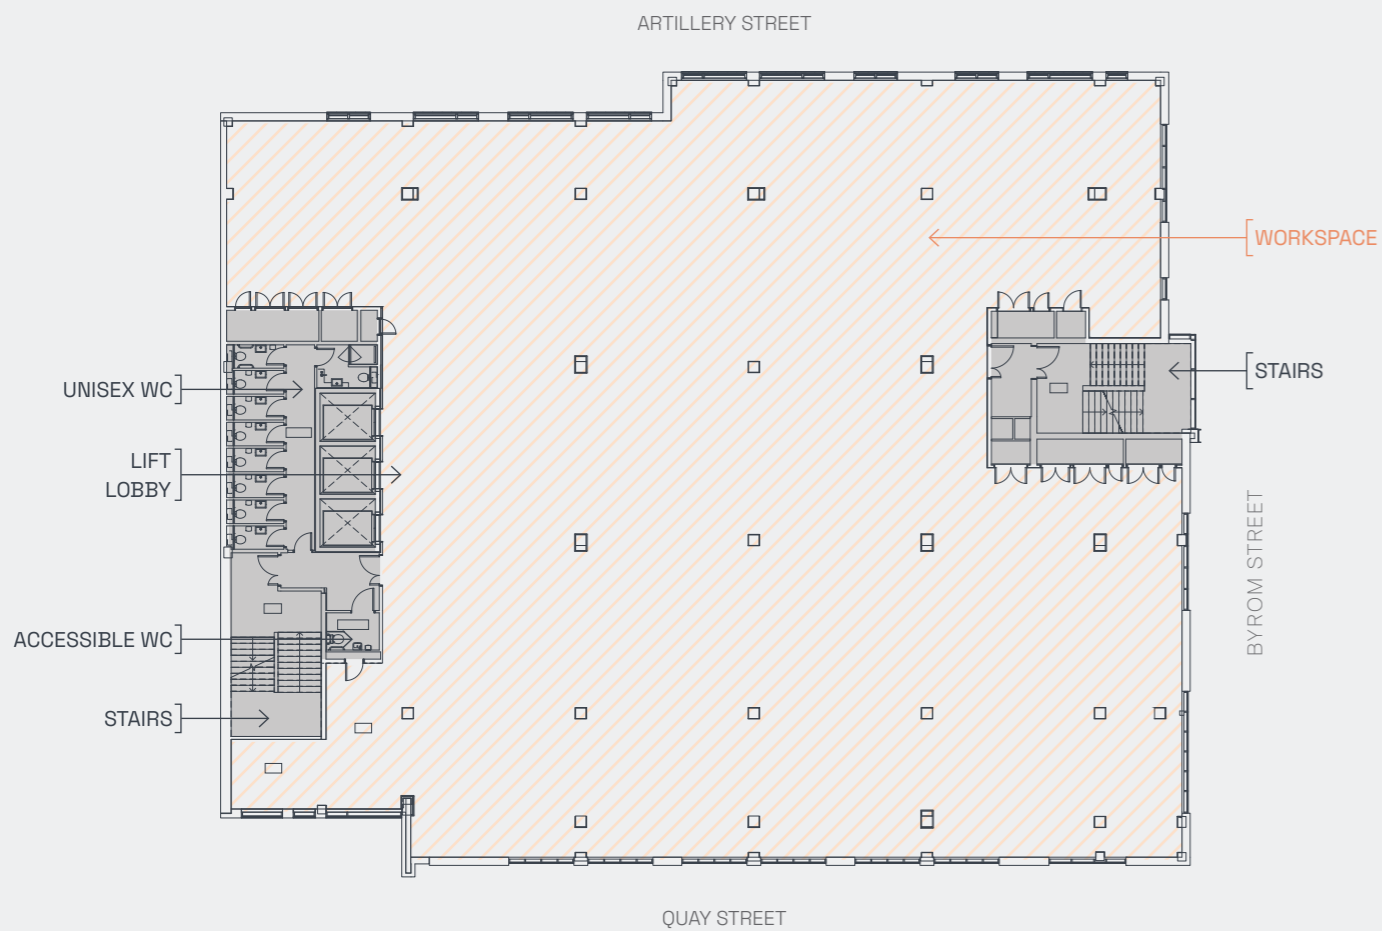 ARTILLERY STREET
WORKSPACE
STAIRS
UNISEX WC
LIFT
LOBBY
BYROM STREET
ACCESSIBLE WC
STAIRS
QUAY STREET